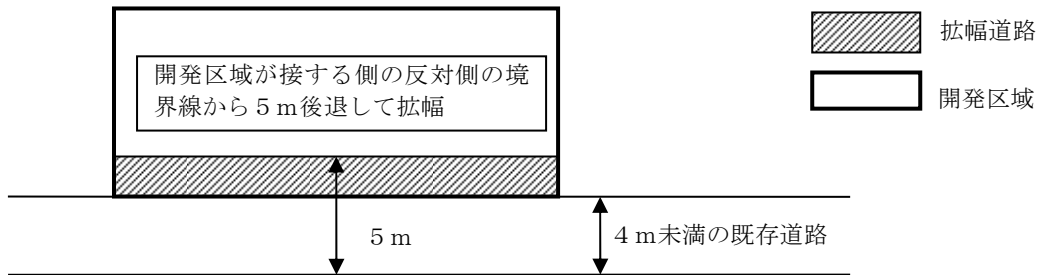 拡幅道路
開発区域が接する側の反対側の境
界線から５ｍ後退して拡幅
開発区域
５ｍ
４ｍ未満の既存道路